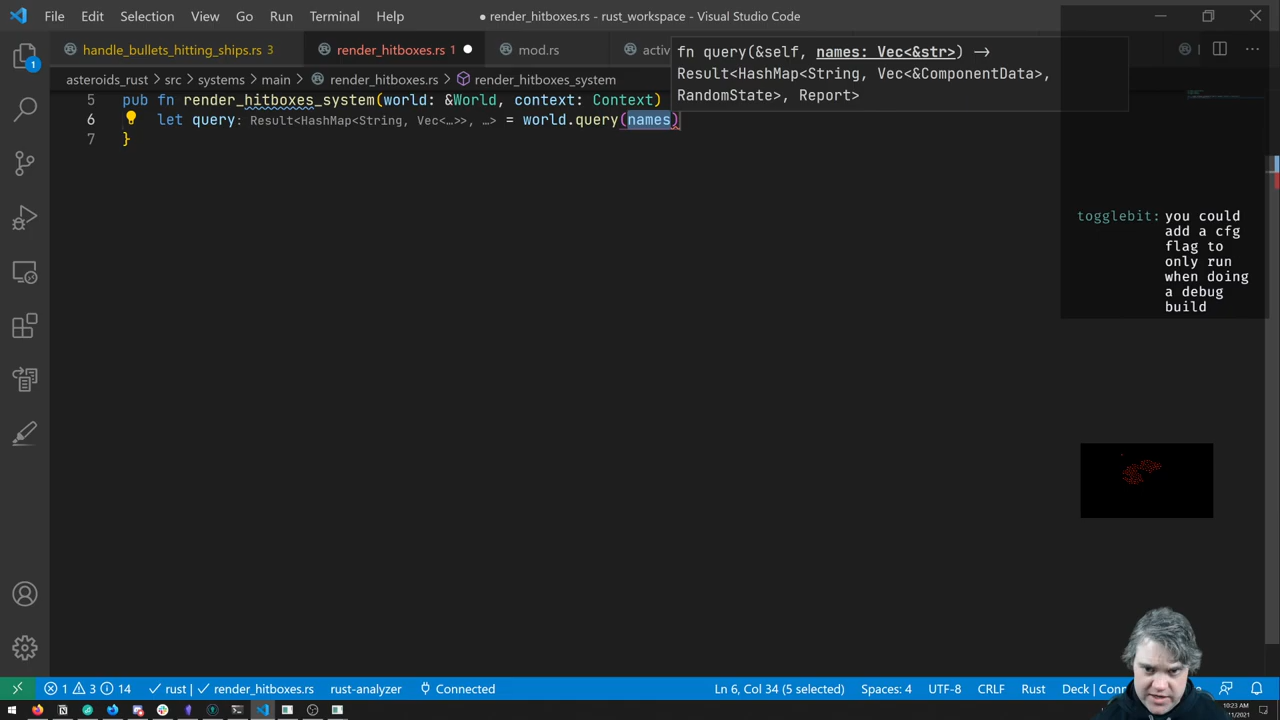 File Edit Selection View Go Run Terminal Help
● render_hitboxes.rs - rust_workspace - Visual Studio Code
handle_bullets_hitting_ships.rs 3
render_hitboxes.rs 1
mod.rs
activ
asteroids_rust > src > systems > main > render_hitboxes.rs > render_hitboxes_system
fn query(&self, names: Vec<&str>) ->
Result<HashMap<String, Vec<&ComponentData>,
RandomState>, Report>
5 pub fn render_hitboxes_system(world: &World, context: Context)
6 let query: Result<HashMap<String, Vec<…>>, …> = world.query(names)
7 }
togglebit: you could
add a cfg
flag to
only run
when doing
a debug
build
1
1 3 14 rust | render_hitboxes.rs rust-analyzer Connected Ln 6, Col 34 (5 selected) Spaces: 4 UTF-8 CRLF Rust
10:23 AM